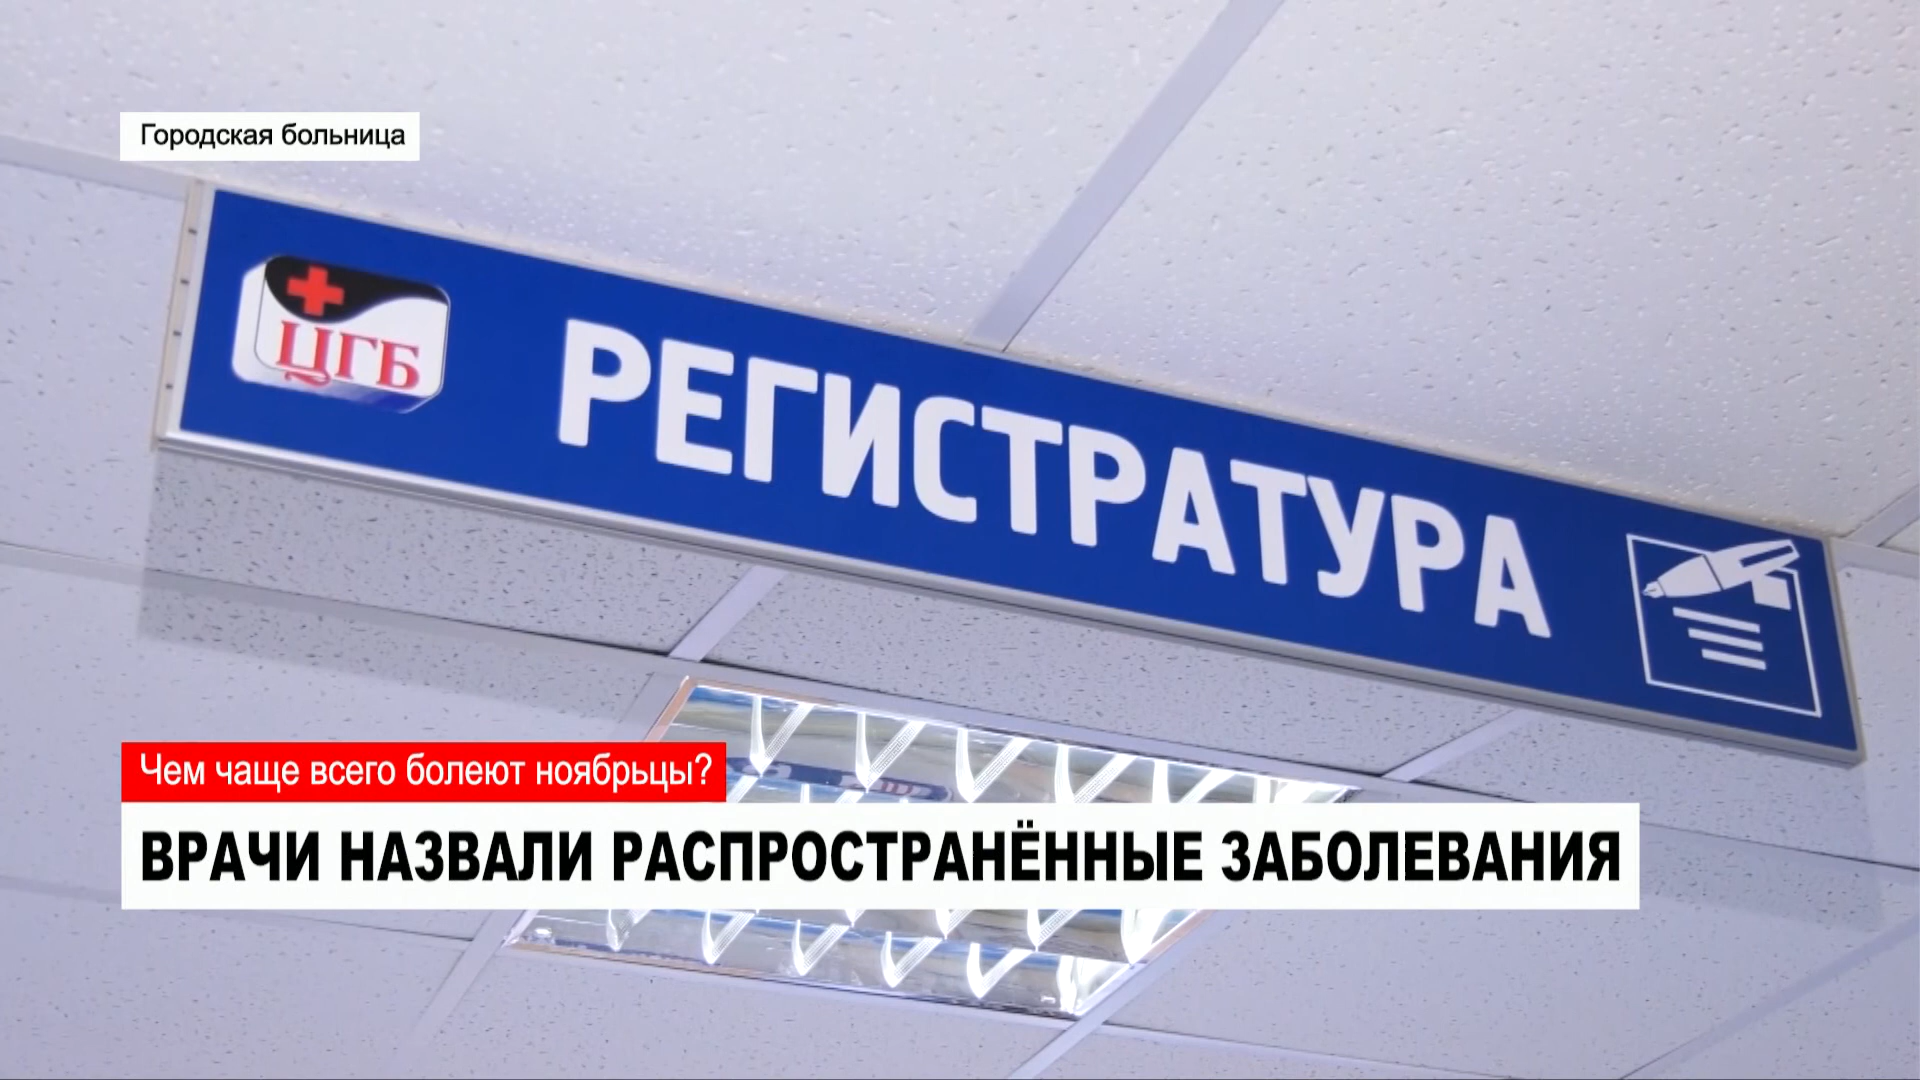 Городская больница
ЦГБ
РЕГИСТРАТУРА
Чем чаще всего болеют ноябрьцы?
ВРАЧИ НАЗВАЛИ РАСПРОСТРАНЁННЫЕ ЗАБОЛЕВАНИЯ